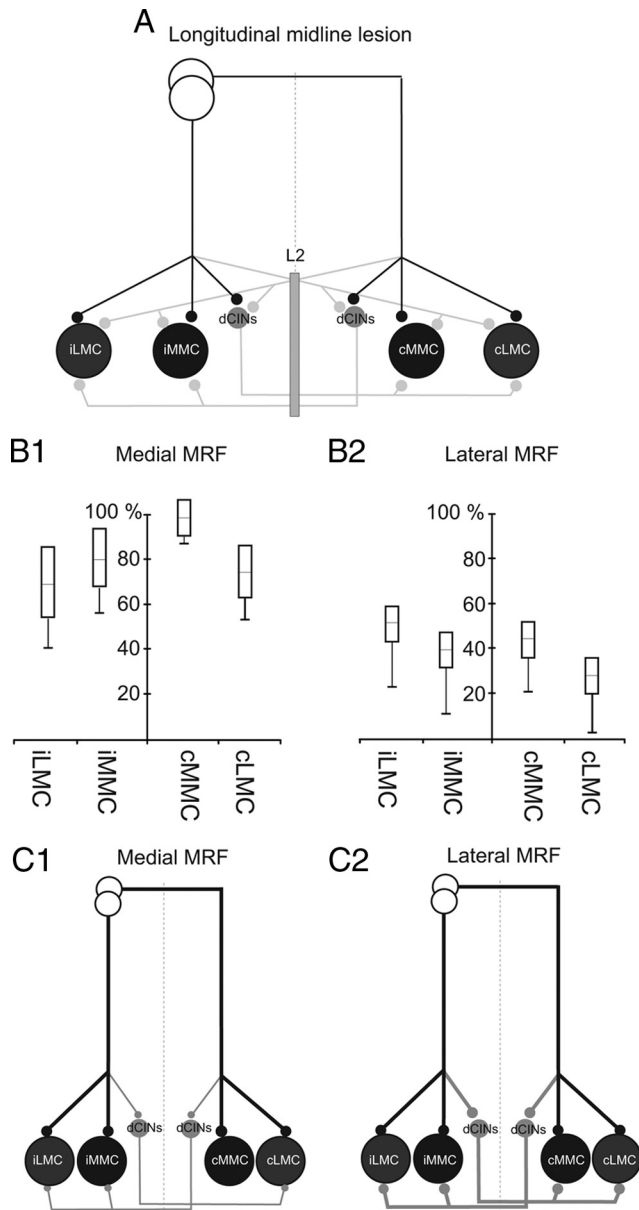 A
Longitudinal midline lesion
L2
dCINs dCINs
iLMC iMMC cMMC cLMC
B1 Medial MRF
100 %
80
60
40
20
iLMC iMMC cMMC cLMC
B2 Lateral MRF
100 %
80
60
40
20
iLMC iMMC cMMC cLMC
C1 Medial MRF
dCINs dCINs
iLMC iMMC cMMC cLMC
C2 Lateral MRF
dCINs dCINs
iLMC iMMC cMMC cLMC